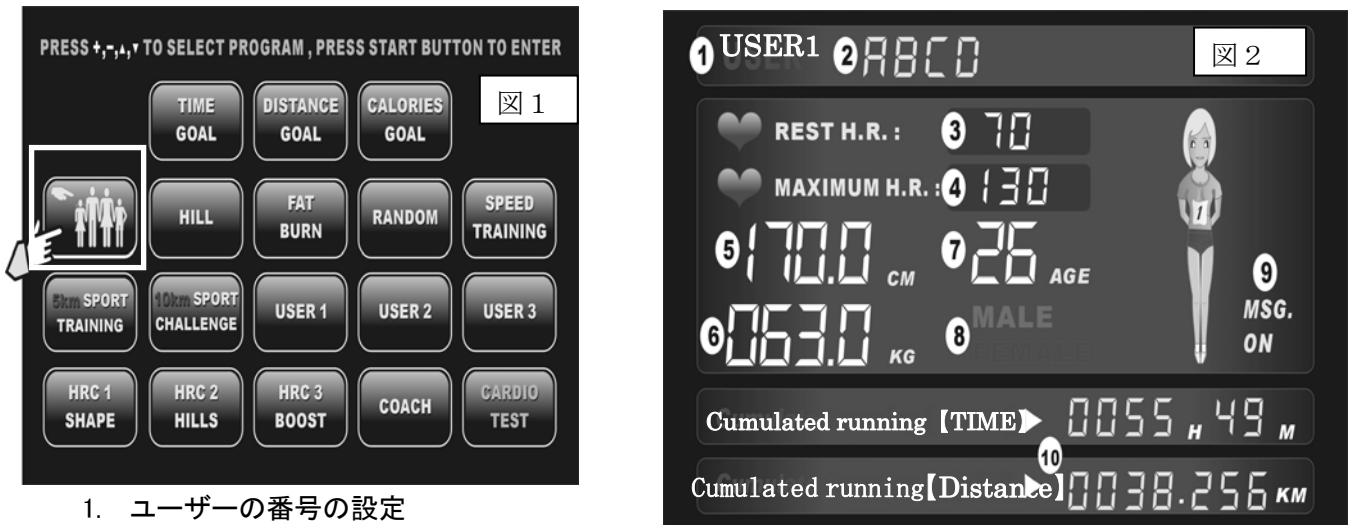 PRESS +,-,▲,▼ TO SELECT PROGRAM , PRESS START BUTTON TO ENTER
図1
TIME GOAL
DISTANCE GOAL
CALORIES GOAL
HILL
FAT BURN
RANDOM
SPEED TRAINING
5km SPORT TRAINING
10km SPORT CHALLENGE
USER 1
USER 2
USER 3
HRC 1 SHAPE
HRC 2 HILLS
HRC 3 BOOST
COACH
CARDIO TEST
1. ユーザーの番号の設定
1 USER1 2 ABCD
図2
REST H.R. : 3 70
MAXIMUM H.R. : 4 130
5 170.0 CM 7 26 AGE
6 063.0 KG 8 MALE
FEMALE
1
9
MSG.
ON
Cumulated running【TIME】▶ 0055 H 49 M
10
Cumulated running【Distance】▶ 0038.256 KM